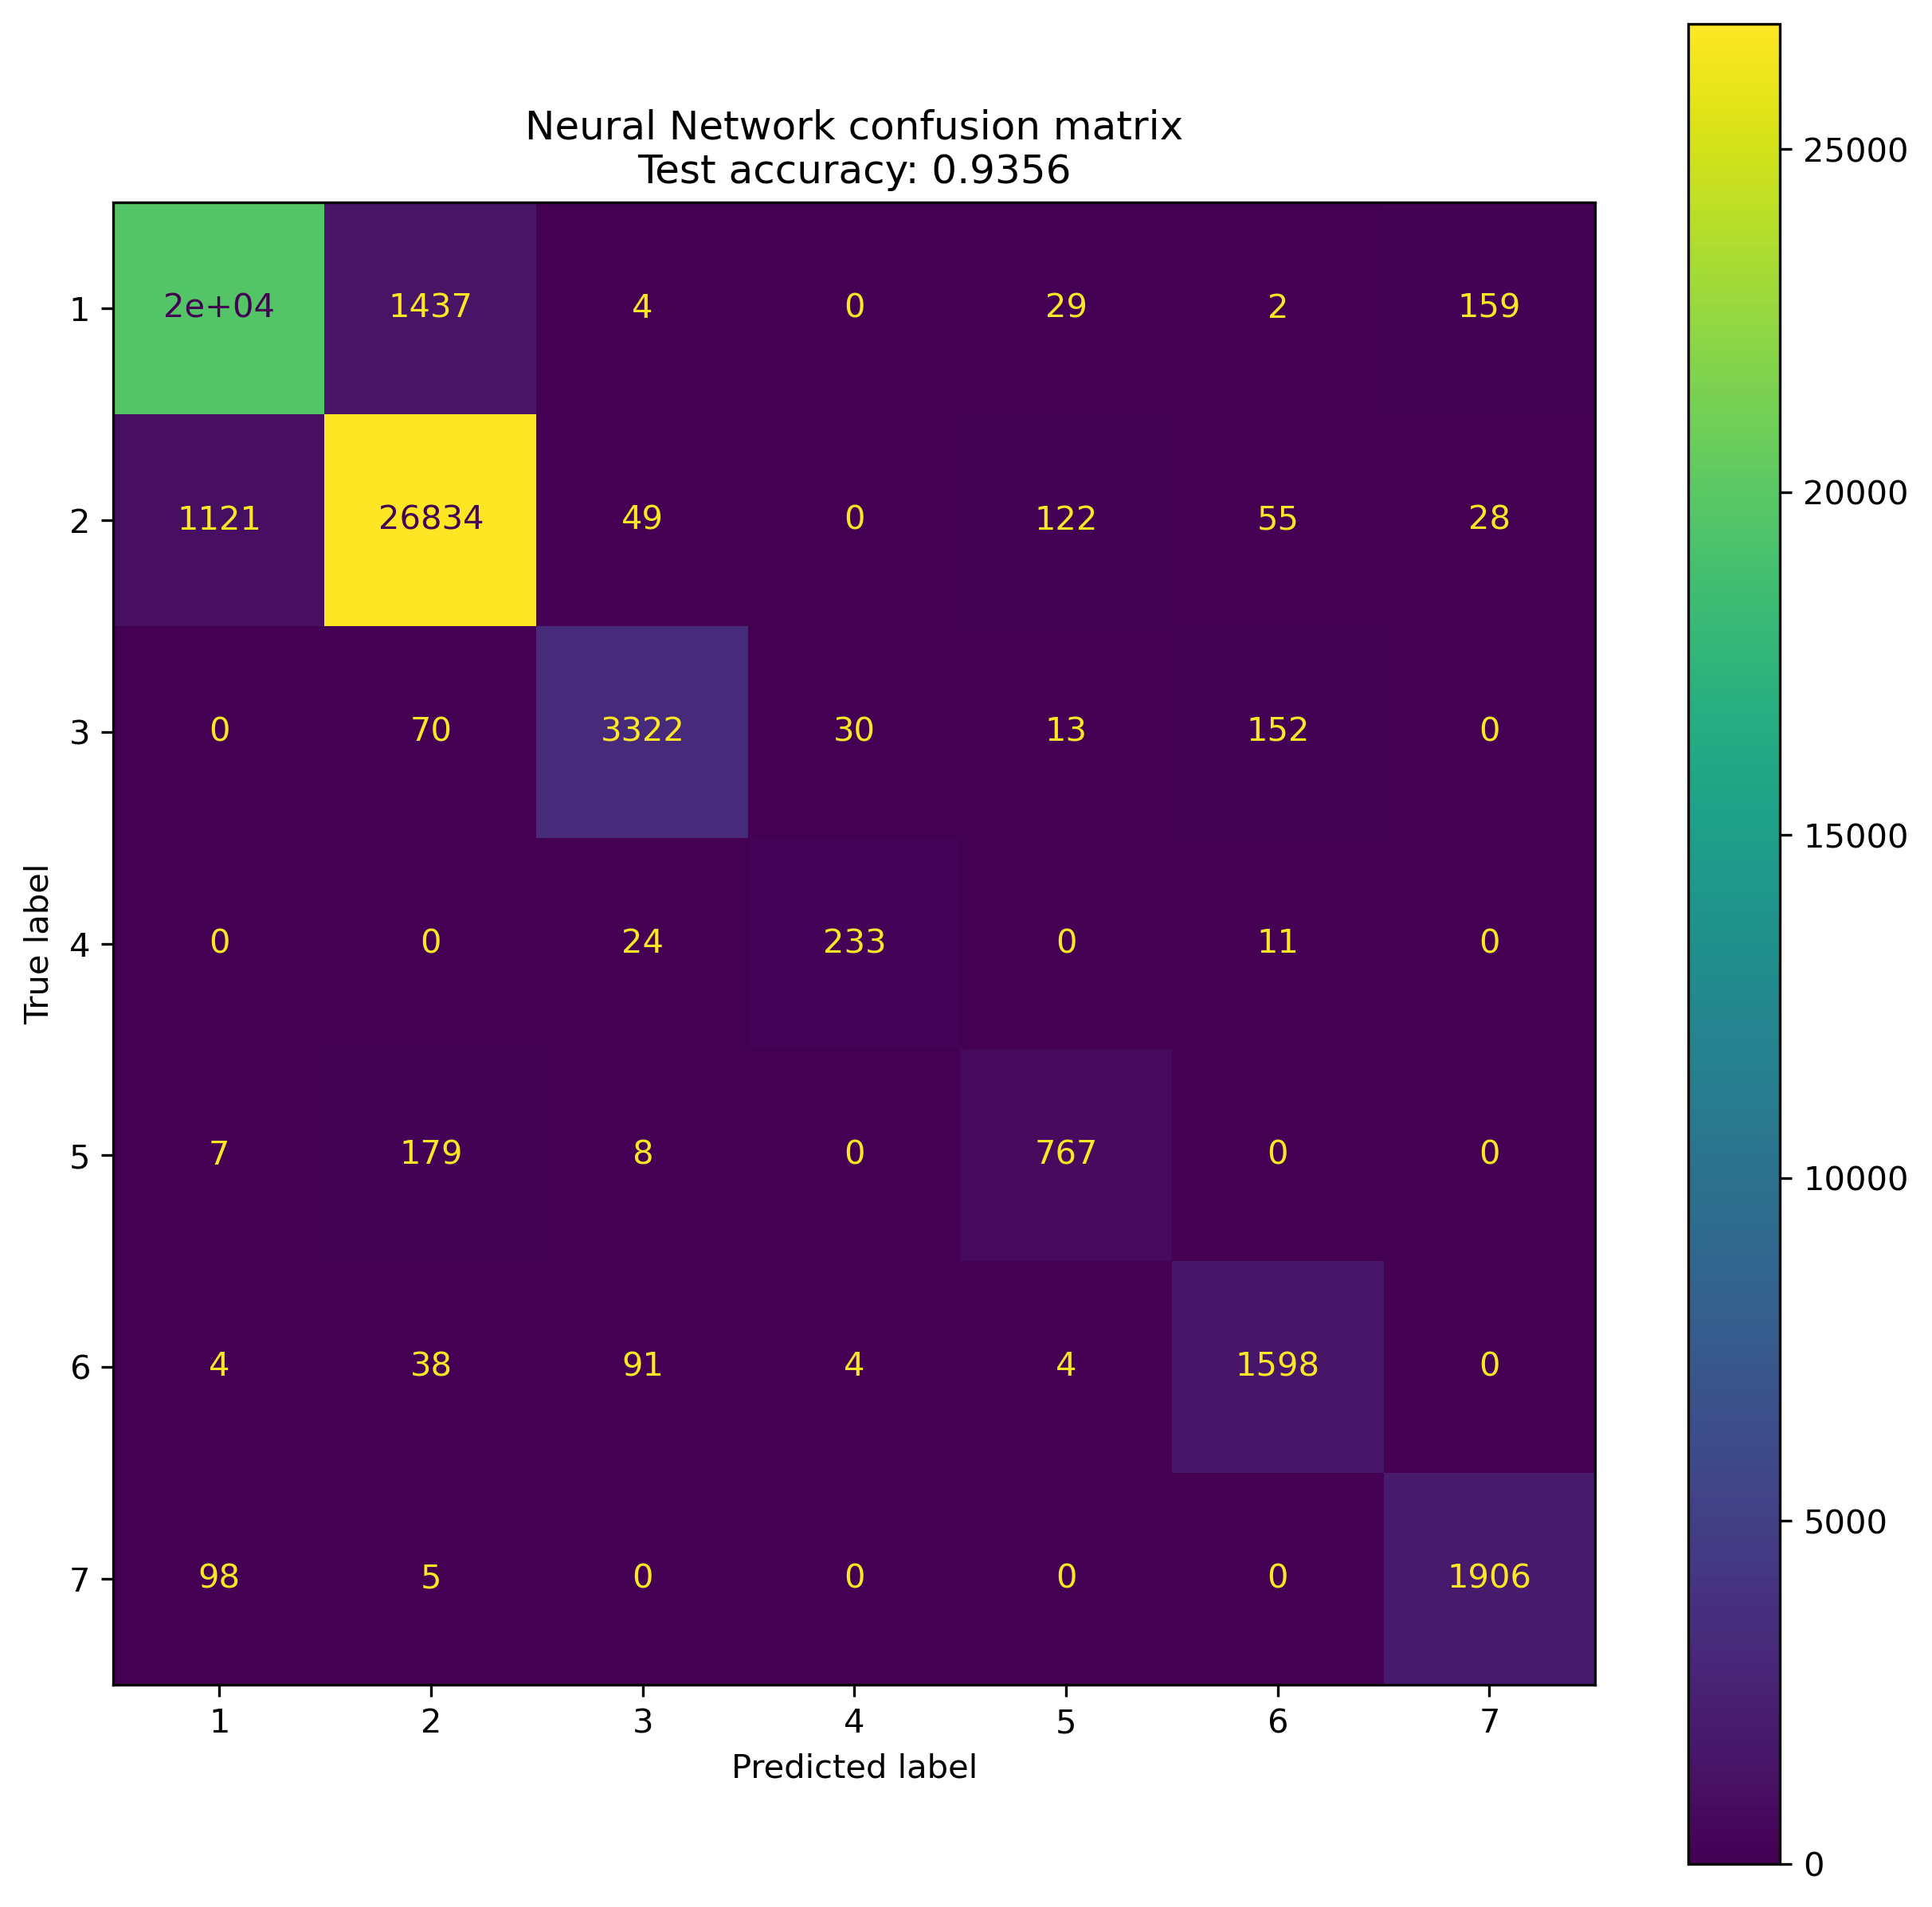 Neural Network confusion matrix
Test accuracy: 0.9356
25000
20000
15000
10000
5000
0
True label
1 2e+04 1437 4 0 29 2 159
2 1121 26834 49 0 122 55 28
3 0 70 3322 30 13 152 0
4 0 0 24 233 0 11 0
5 7 179 8 0 767 0 0
6 4 38 91 4 4 1598 0
7 98 5 0 0 0 0 1906
1 2 3 4 5 6 7
Predicted label